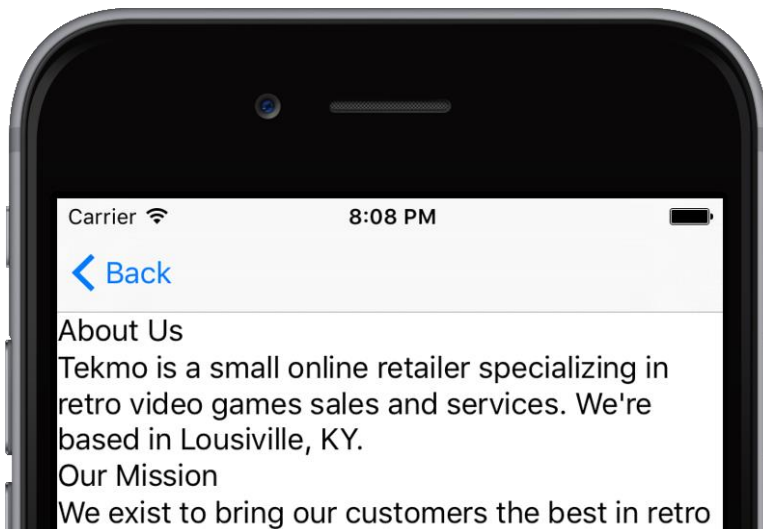 Carrier
8:08 PM
Back
About Us
Tekmo is a small online retailer specializing in
retro video games sales and services. We're
based in Lousiville, KY.
Our Mission
We exist to bring our customers the best in retro